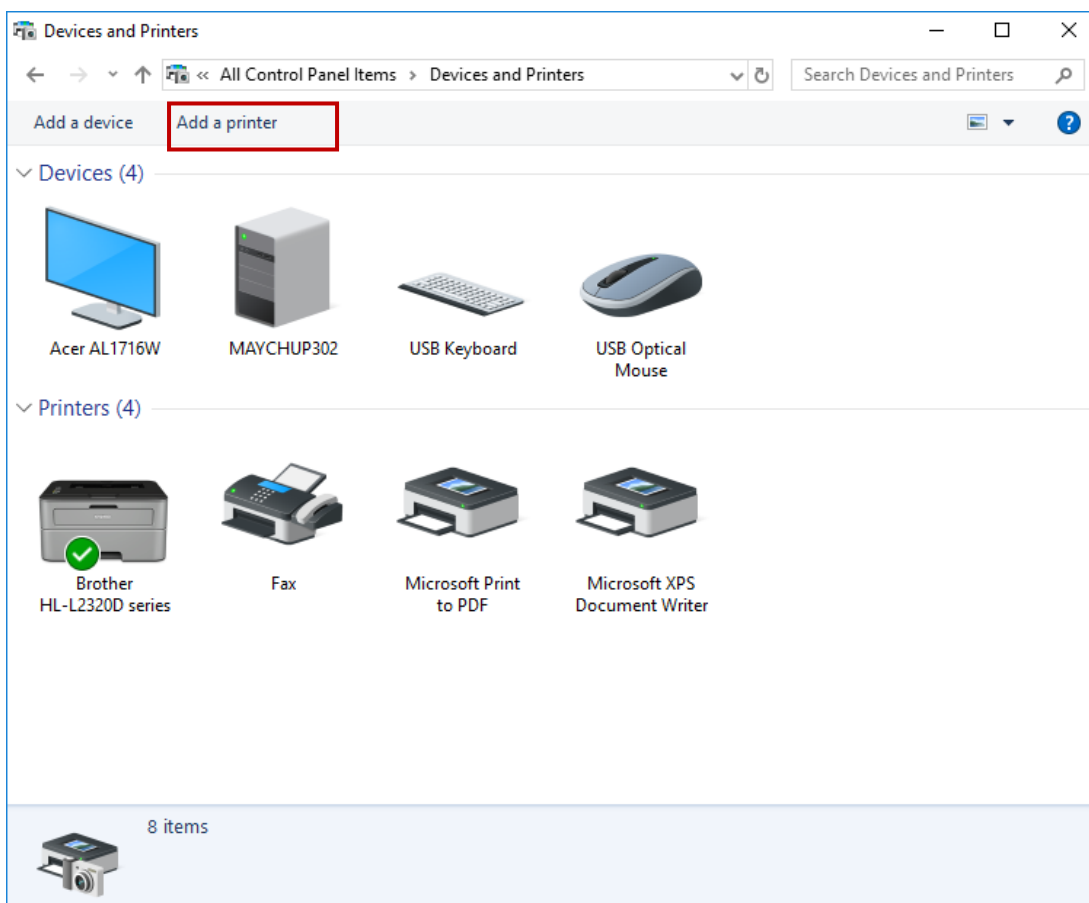 Devices and Printers
« All Control Panel Items > Devices and Printers
Search Devices and Printers
Add a device
Add a printer
?
Devices (4)
Acer AL1716W
MAYCHUP302
USB Keyboard
USB Optical
Mouse
Printers (4)
Brother
HL-L2320D series
Fax
Microsoft Print
to PDF
Microsoft XPS
Document Writer
8 items